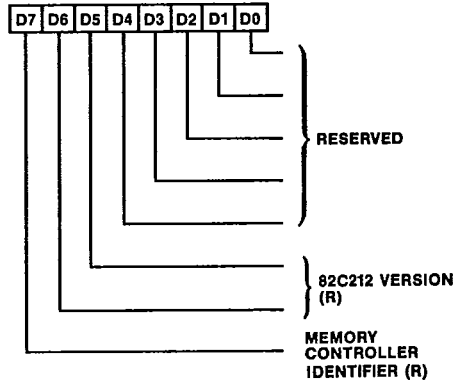 D7 D6 D5 D4 D3 D2 D1 D0
RESERVED
82C212 VERSION
(R)
MEMORY
CONTROLLER
IDENTIFIER (R)